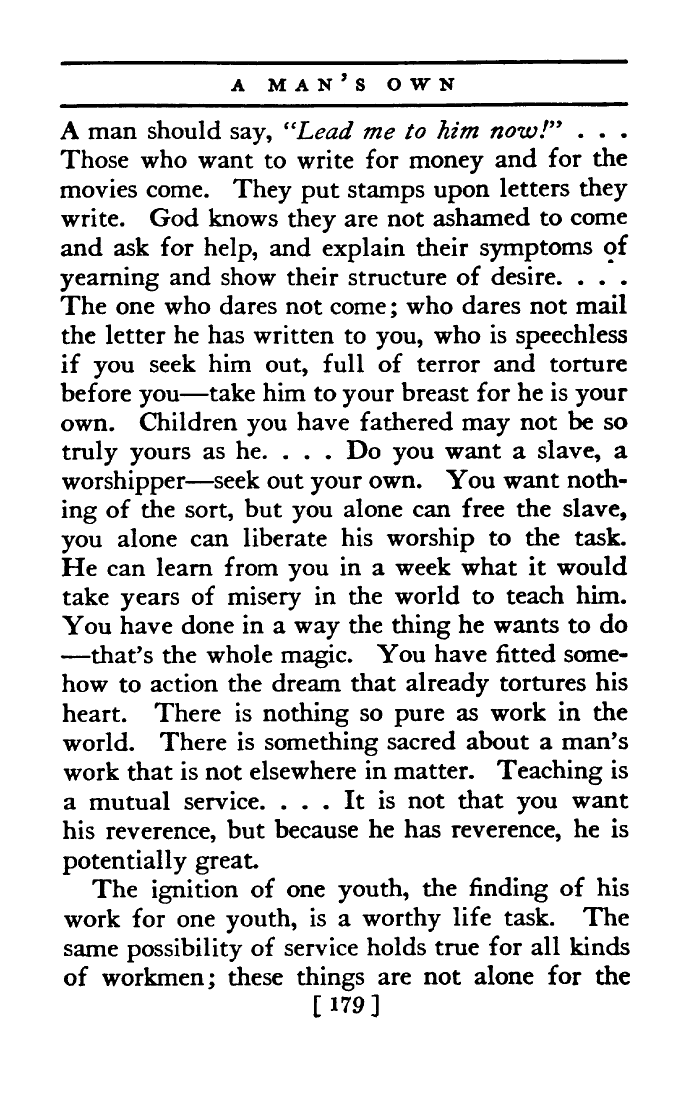 A MAN'S OWN
A man should say, “Lead me to him now!” . . .
Those who want to write for money and for the
movies come. They put stamps upon letters they
write. God knows they are not ashamed to come
and ask for help, and explain their symptoms of
yearning and show their structure of desire. . . .
The one who dares not come; who dares not mail
the letter he has written to you, who is speechless
if you seek him out, full of terror and torture
before you—take him to your breast for he is your
own. Children you have fathered may not be so
truly yours as he. . . . Do you want a slave, a
worshipper—seek out your own. You want noth-
ing of the sort, but you alone can free the slave,
you alone can liberate his worship to the task.
He can learn from you in a week what it would
take years of misery in the world to teach him.
You have done in a way the thing he wants to do
—that's the whole magic. You have fitted some-
how to action the dream that already tortures his
heart. There is nothing so pure as work in the
world. There is something sacred about a man's
work that is not elsewhere in matter. Teaching is
a mutual service. . . . It is not that you want
his reverence, but because he has reverence, he is
potentially great.
The ignition of one youth, the finding of his
work for one youth, is a worthy life task. The
same possibility of service holds true for all kinds
of workmen; these things are not alone for the
[ 179 ]